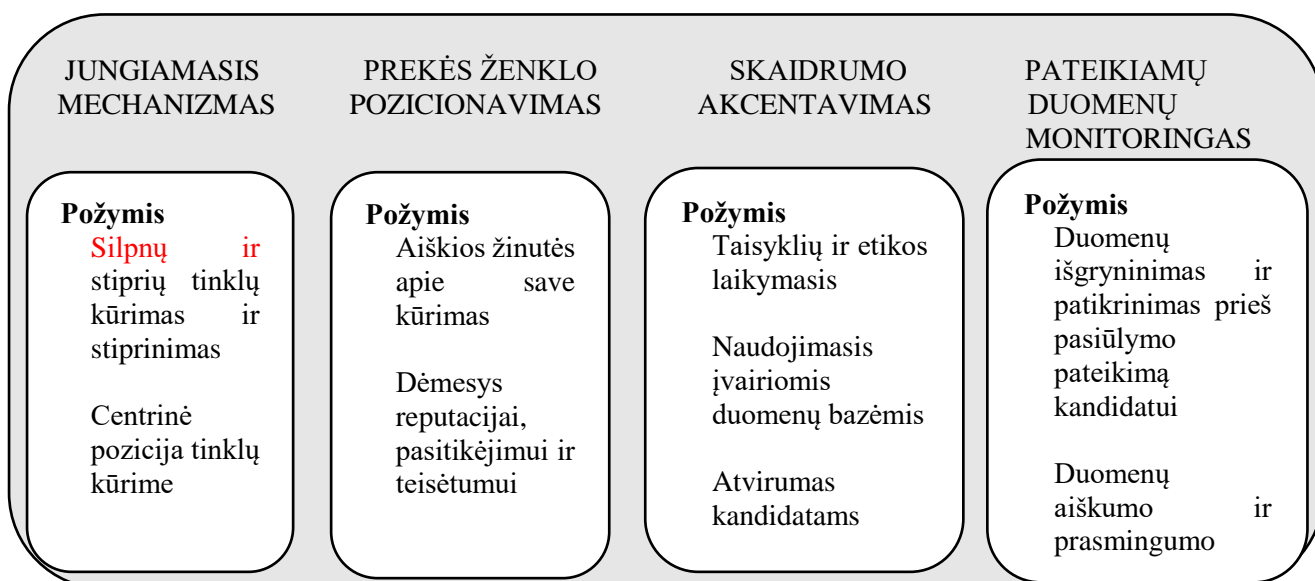 JUNGIAMASIS
MECHANIZMAS
Požymis
Silpnų ir
stiprių tinklų
kūrimas ir
stiprinimas
Centrinė
pozicija tinklų
kūrime
PREKĖS ŽENKLO
POZICIONAVIMAS
Požymis
Aiškios žinutės
apie save
kūrimas
Dėmesys
reputacijai,
pasitikėjimui ir
teisėtumui
SKAIDRUMO
AKCENTAVIMAS
Požymis
Taisyklių ir etikos
laikymasis
Naudojimasis
įvairiomis
duomenų bazėmis
Atvirumas
kandidatams
PATEIKIAMŲ
DUOMENŲ
MONITORINGAS
Požymis
Duomenų
išgryninimas ir
patikrinimas prieš
pasiūlymo
pateikimą
kandidatui
Duomenų
aiškumo ir
prasmingumo